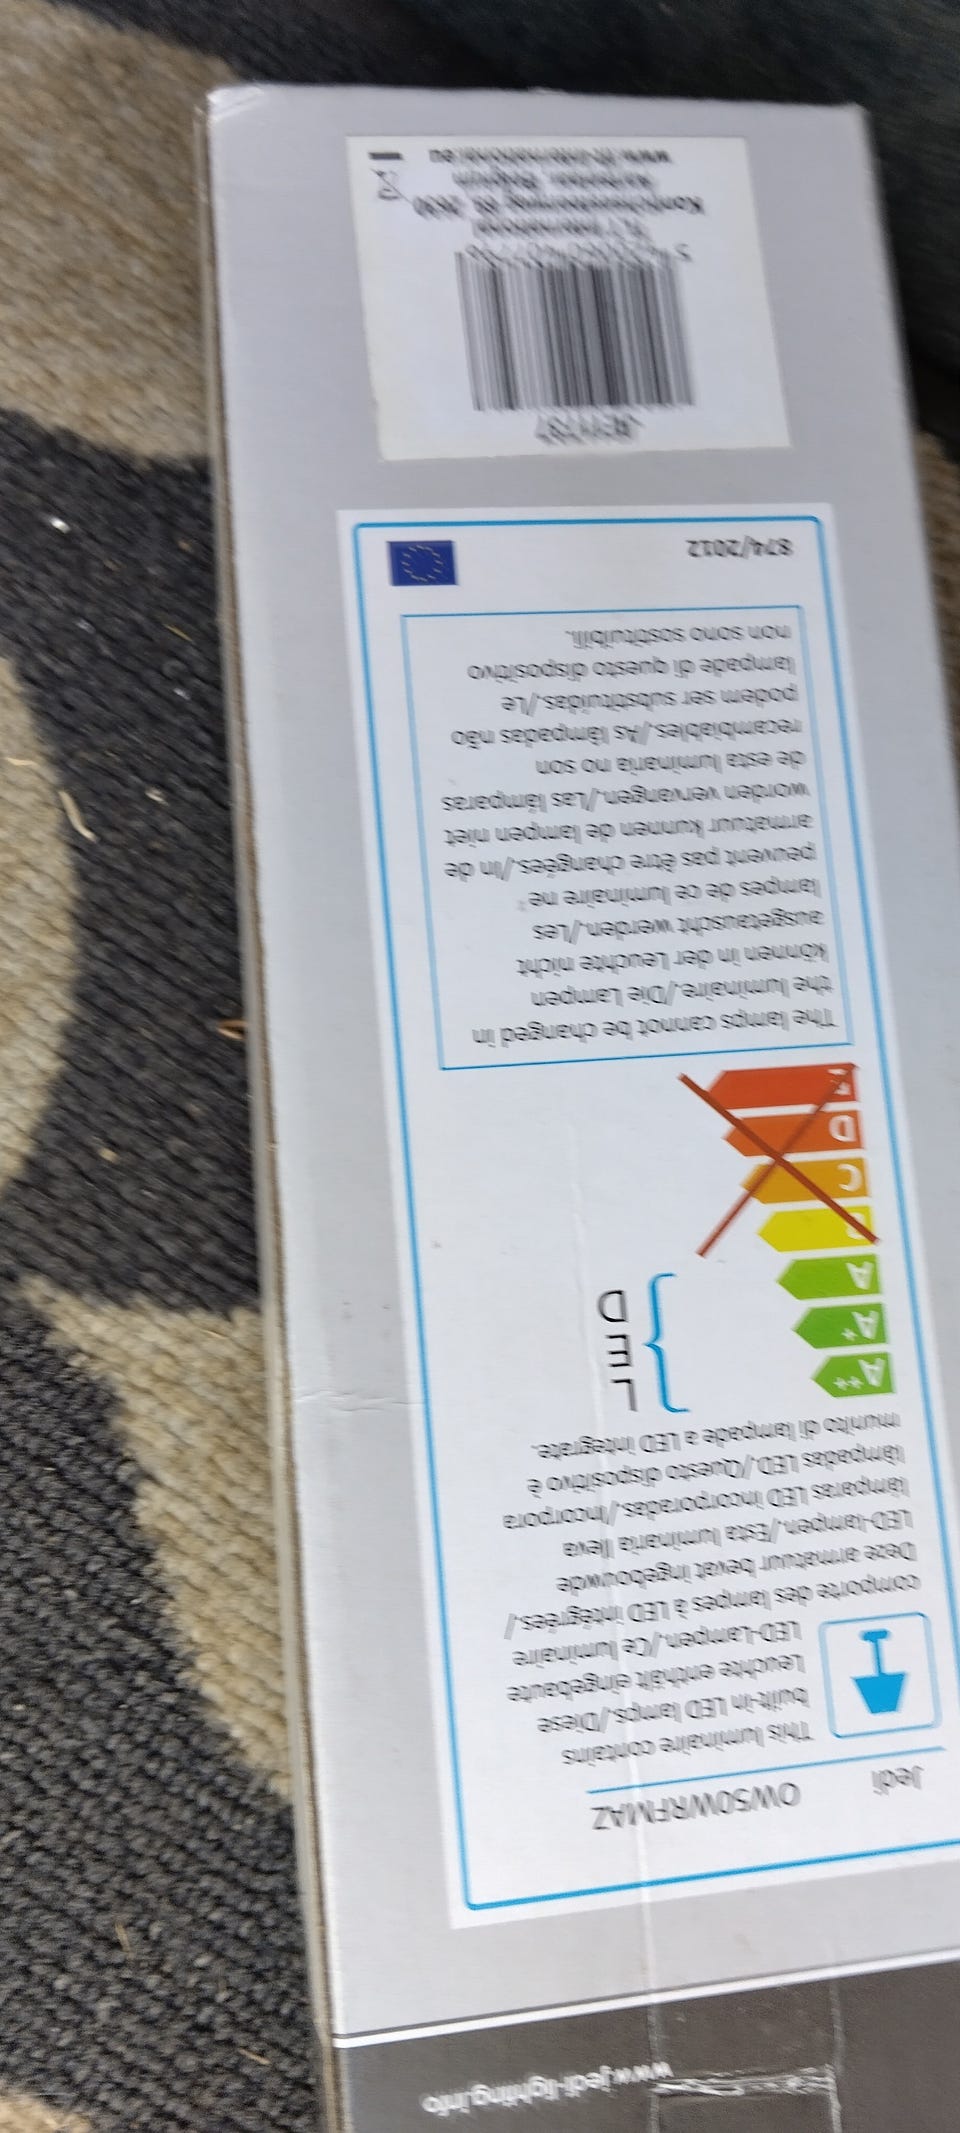 www.jedi-lighting.info
Jedi OW50WRFMAZ
This luminaire contains
built-in LED lamps./Diese
Leuchte enthält eingebaute
LED-Lampen./Ce luminaire
comporte des lampes à LED intégrées./
Deze armatuur bevat ingebouwde
LED-lampen./Esta luminaria lleva
lámparas LED incorporadas./Incorpora
lâmpadas LED./Questo dispositivo è
munito di lampade a LED integrate.
A++
A+
A
C
D
E
L
E
D
The lamps cannot be changed in
the luminaire./Die Lampen
können in der Leuchte nicht
ausgetauscht werden./Les
lampes de ce luminaire ne
peuvent pas être changées./In de
armatuur kunnen de lampen niet
worden vervangen./Las lámparas
de esta luminaria no son
recambiables./As lâmpadas não
podem ser substituídas./Le
lampade di questo dispositivo
non sono sostituibili.
874/2012
International
Belgium